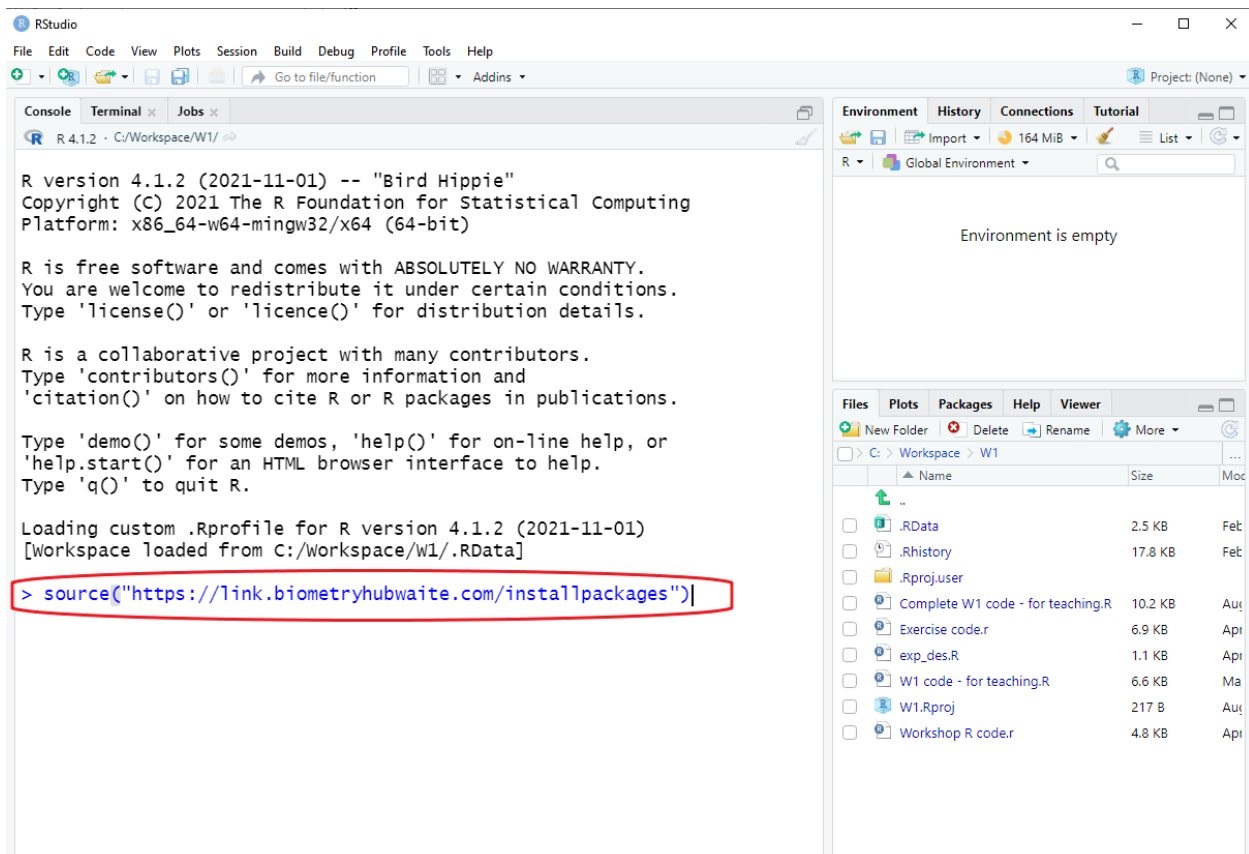 RStudio
File Edit Code View Plots Session Build Debug Profile Tools Help
Go to file/function Addins Project: (None)
Console Terminal Jobs
R 4.1.2 · C:/Workspace/W1/
R version 4.1.2 (2021-11-01) -- "Bird Hippie"
Copyright (C) 2021 The R Foundation for Statistical Computing
Platform: x86_64-w64-mingw32/x64 (64-bit)
R is free software and comes with ABSOLUTELY NO WARRANTY.
You are welcome to redistribute it under certain conditions.
Type 'license()' or 'licence()' for distribution details.
R is a collaborative project with many contributors.
Type 'contributors()' for more information and
'citation()' on how to cite R or R packages in publications.
Type 'demo()' for some demos, 'help()' for on-line help, or
'help.start()' for an HTML browser interface to help.
Type 'q()' to quit R.
Loading custom .Rprofile for R version 4.1.2 (2021-11-01)
[Workspace loaded from C:/Workspace/W1/.RData]
> source("https://link.biometryhubwaite.com/installpackages")
Environment History Connections Tutorial
Import 164 MiB List
R Global Environment
Environment is empty
Files Plots Packages Help Viewer
New Folder Delete Rename More
C: > Workspace > W1 ...
Name Size Mod
..
.RData 2.5 KB Feb
.Rhistory 17.8 KB Feb
.Rproj.user
Complete W1 code - for teaching.R 10.2 KB Aug
Exercise code.r 6.9 KB Apr
exp_des.R 1.1 KB Apr
W1 code - for teaching.R 6.6 KB Ma
W1.Rproj 217 B Aug
Workshop R code.r 4.8 KB Apr